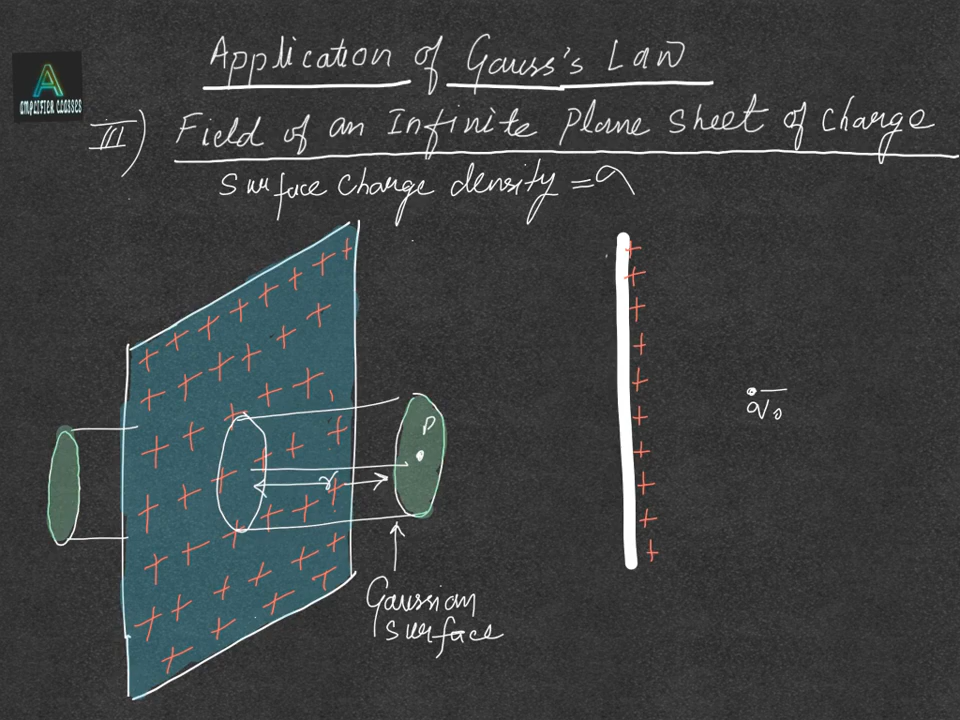 Application of Gauss's Law
A
AMPLIFIER CLASSES
III) Field of an Infinite Plane Sheet of Charge
Surface Charge density =
P
r
q₀
Gaussian
surface